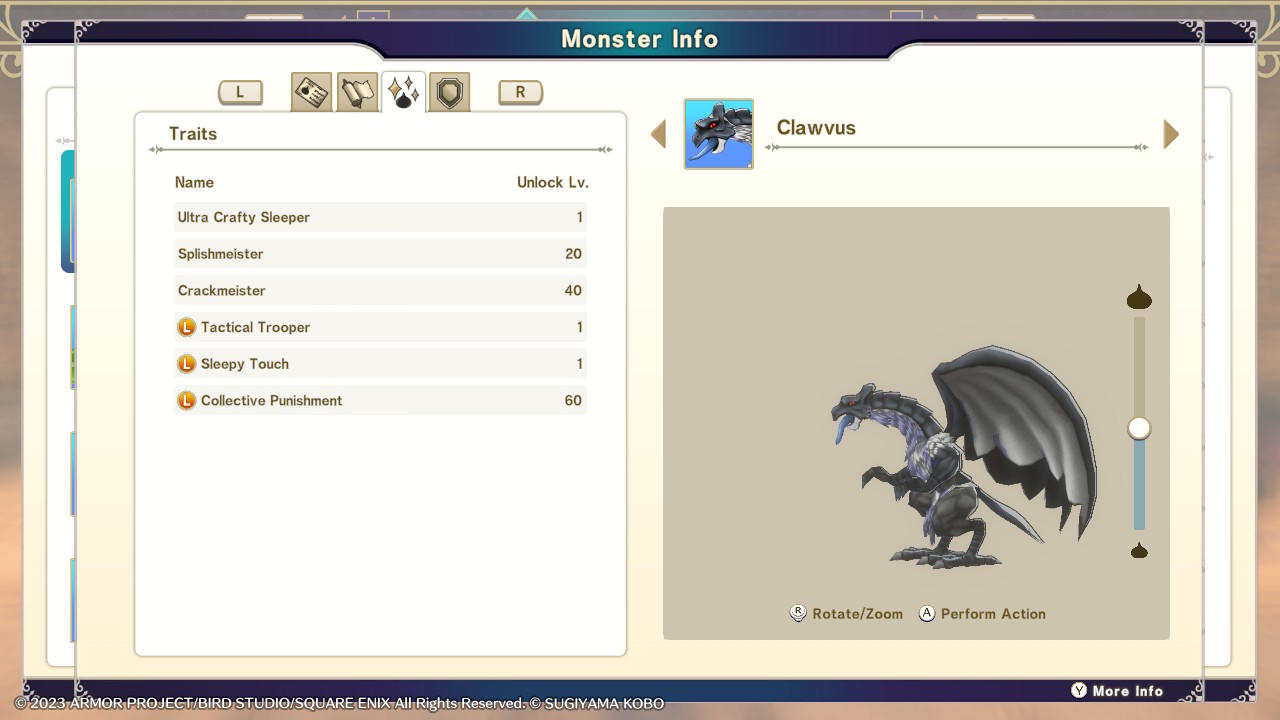 Monster Info
L
R
Traits
Clawvus
Name Unlock Lv.
Ultra Crafty Sleeper 1
Splishmeister 20
Crackmeister 40
L Tactical Trooper 1
L Sleepy Touch 1
L Collective Punishment 60
R Rotate/Zoom A Perform Action
Y More Info
© 2023 ARMOR PROJECT/BIRD STUDIO/SQUARE ENIX All Rights Reserved. © SUGIYAMA KOBO